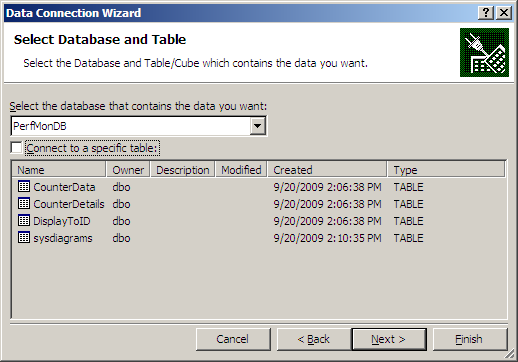 Data Connection Wizard
Select Database and Table
Select the Database and Table/Cube which contains the data you want.
Select the database that contains the data you want:
PerfMonDB
Connect to a specific table:
Name Owner Description Modified Created Type
CounterData dbo 9/20/2009 2:06:38 PM TABLE
CounterDetails dbo 9/20/2009 2:06:38 PM TABLE
DisplayToID dbo 9/20/2009 2:06:38 PM TABLE
sysdiagrams dbo 9/20/2009 2:10:35 PM TABLE
Cancel < Back Next > Finish